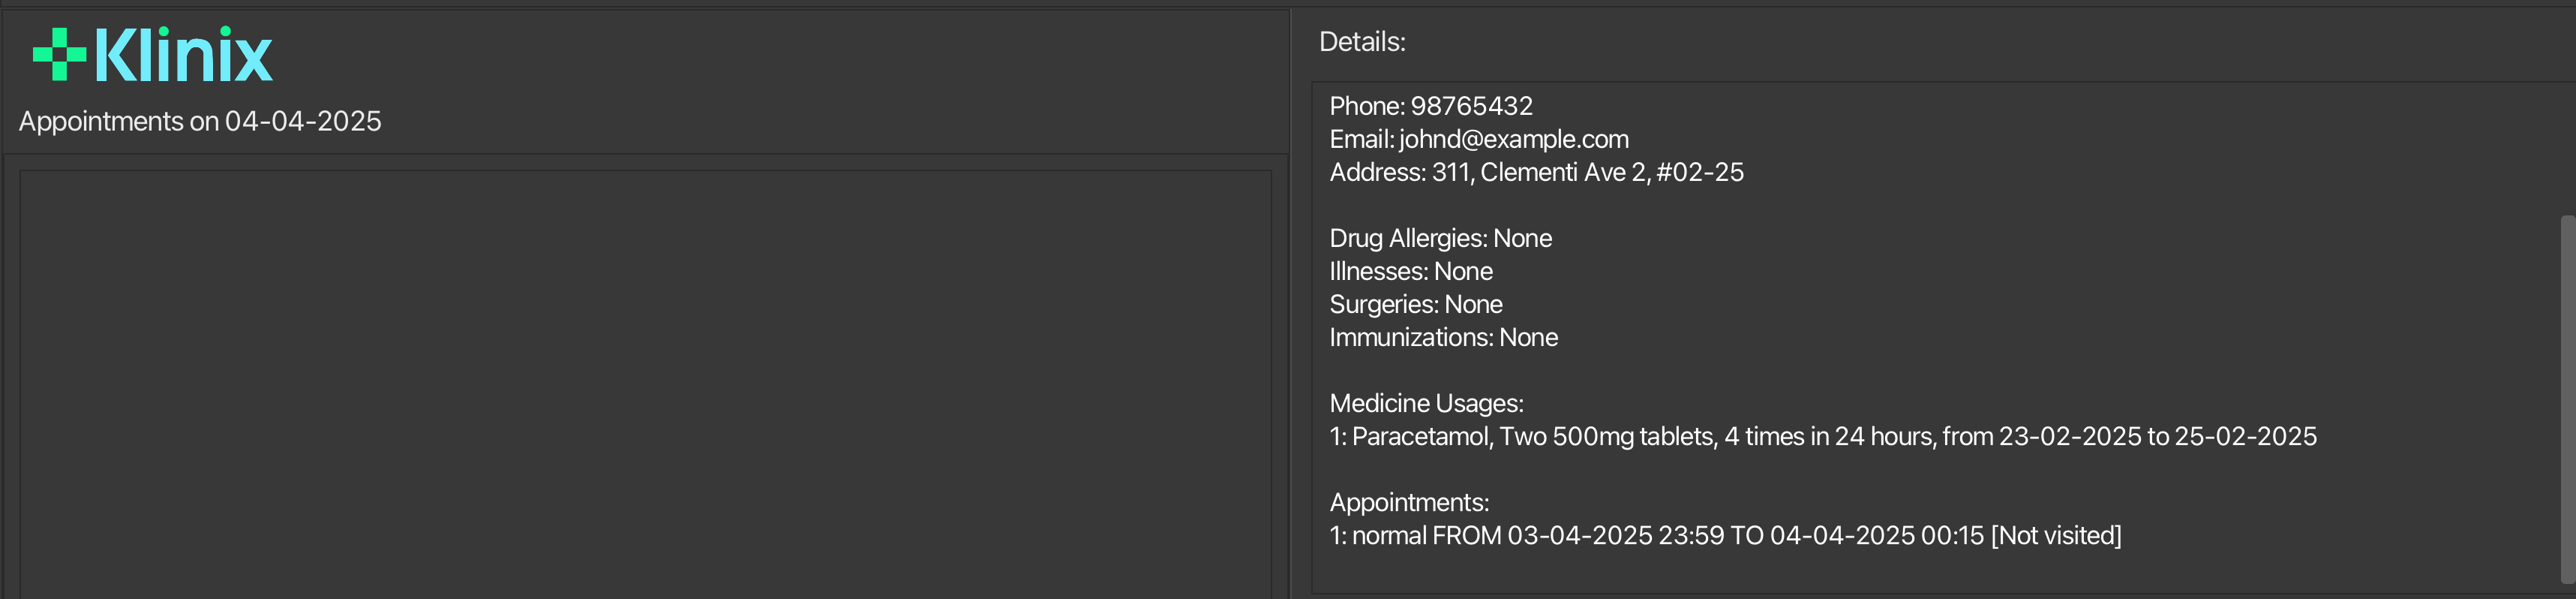 Klinix
Appointments on 04-04-2025
Details:
Phone: 98765432
Email: johnd@example.com
Address: 311, Clementi Ave 2, #02-25
Drug Allergies: None
Illnesses: None
Surgeries: None
Immunizations: None
Medicine Usages:
1: Paracetamol, Two 500mg tablets, 4 times in 24 hours, from 23-02-2025 to 25-02-2025
Appointments:
1: normal FROM 03-04-2025 23:59 TO 04-04-2025 00:15 [Not visited]